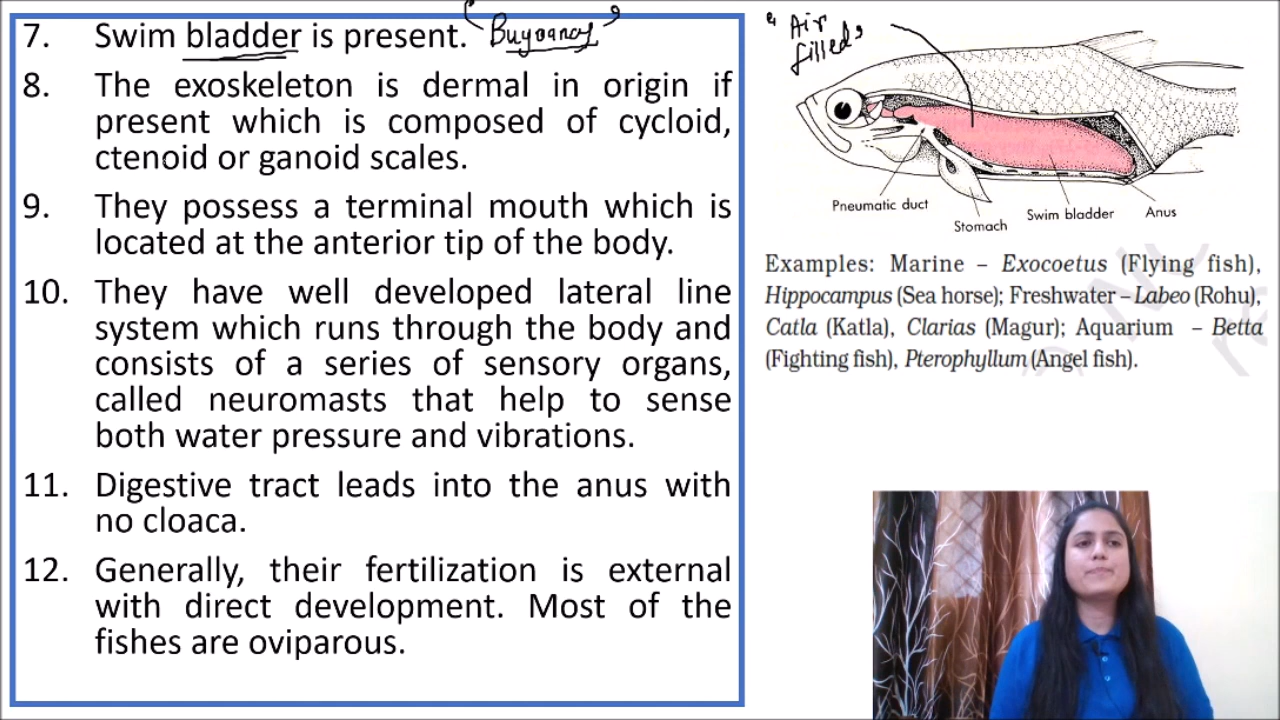 7. Swim bladder is present. "Buyoancy"
8. The exoskeleton is dermal in origin if
present which is composed of cycloid,
ctenoid or ganoid scales.
9. They possess a terminal mouth which is
located at the anterior tip of the body.
10. They have well developed lateral line
system which runs through the body and
consists of a series of sensory organs,
called neuromasts that help to sense
both water pressure and vibrations.
11. Digestive tract leads into the anus with
no cloaca.
12. Generally, their fertilization is external
with direct development. Most of the
fishes are oviparous.
Air
filled
Pneumatic duct
Stomach
Swim bladder
Anus
Examples: Marine – Exocoetus (Flying fish),
Hippocampus (Sea horse); Freshwater – Labeo (Rohu),
Catla (Katla), Clarias (Magur); Aquarium – Betta
(Fighting fish), Pterophyllum (Angel fish).